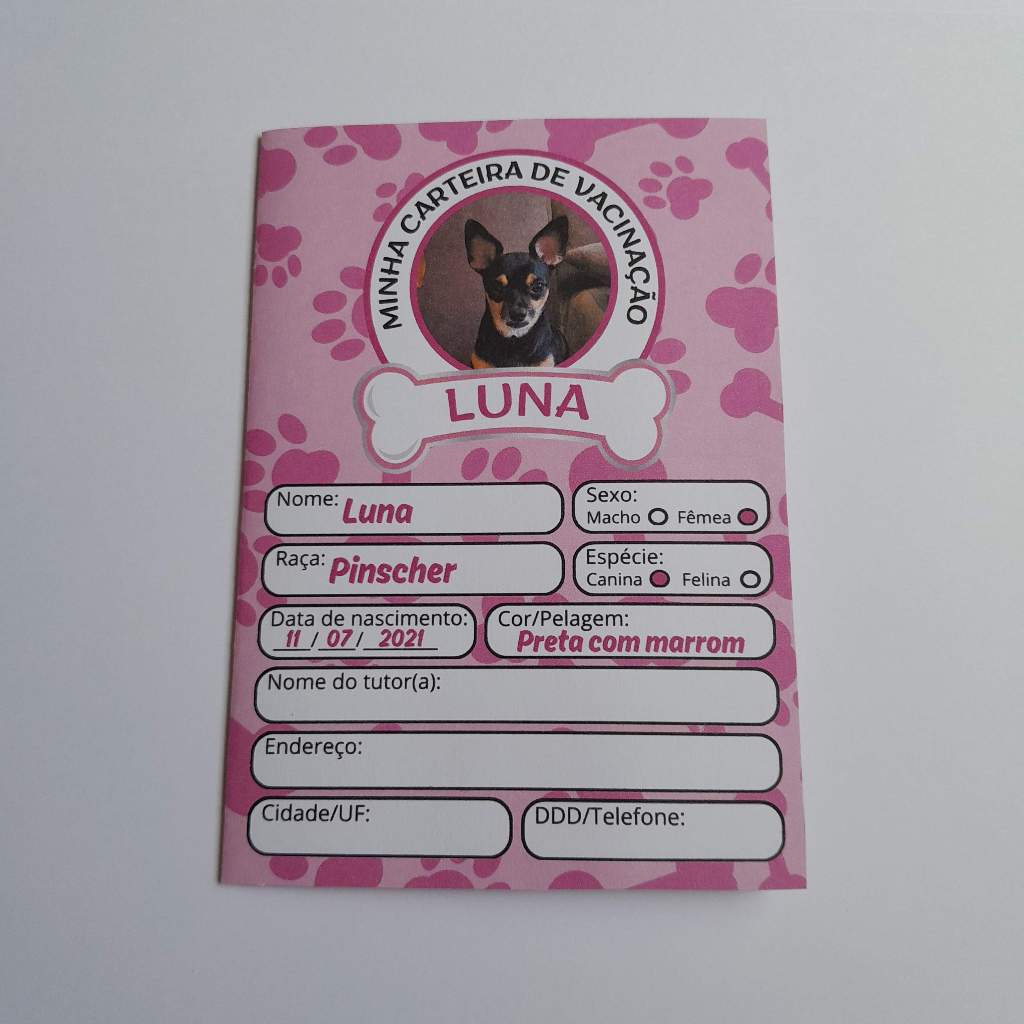 MINHA CARTEIRA DE VACINAÇÃO
LUNA
Nome: Luna
Sexo:
Macho Fêmea
Raça: Pinscher
Espécie:
Canina Felina
Data de nascimento:
11 / 07 / 2021
Cor/Pelagem:
Preta com marrom
Nome do tutor(a):
Endereço:
Cidade/UF:
DDD/Telefone: